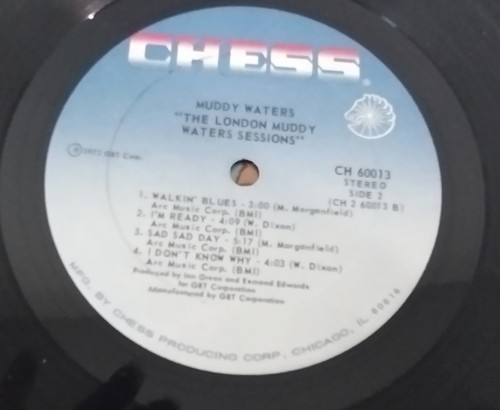 CHESS
®
MUDDY WATERS
"THE LONDON MUDDY
WATERS SESSIONS"
℗ 1972 GRT Corp.
CH 60013
STEREO
SIDE 2
(CH 2 60013 B)
1. WALKIN' BLUES - 3:00 (M. Morganfield)
Arc Music Corp. (BMI)
2. I'M READY - 4:09 (W. Dixon)
Arc Music Corp. (BMI)
3. SAD SAD DAY - 5:17 (M. Morganfield)
Arc Music Corp. (BMI)
4. I DON'T KNOW WHY - 4:03 (W. Dixon)
Arc Music Corp. (BMI)
Produced by Ian Green and Esmond Edwards
for GRT Corporation
Manufactured by GRT Corporation
MFG. BY CHESS PRODUCING CORP., CHICAGO, IL 60616